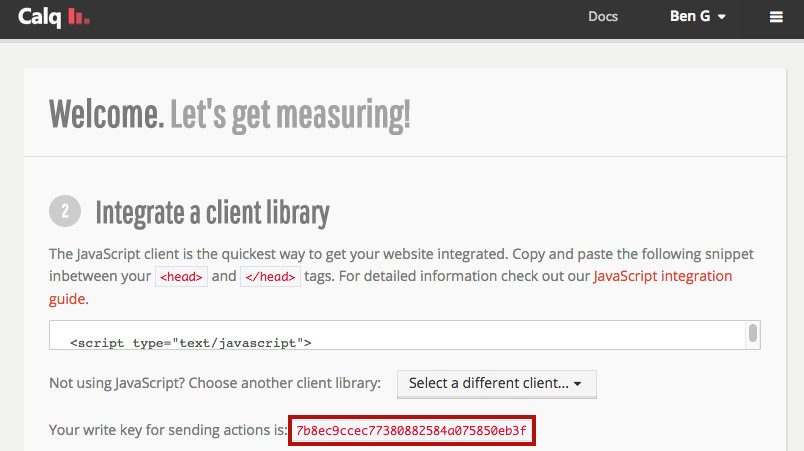 Calq
Docs
Ben G
Welcome. Let's get measuring!
2
Integrate a client library
The JavaScript client is the quickest way to get your website integrated. Copy and paste the following snippet
inbetween your <head> and </head> tags. For detailed information check out our JavaScript integration
guide.
<script type="text/javascript">
Not using JavaScript? Choose another client library:
Select a different client...
Your write key for sending actions is: 7b8ec9ccec77380882584a075850eb3f